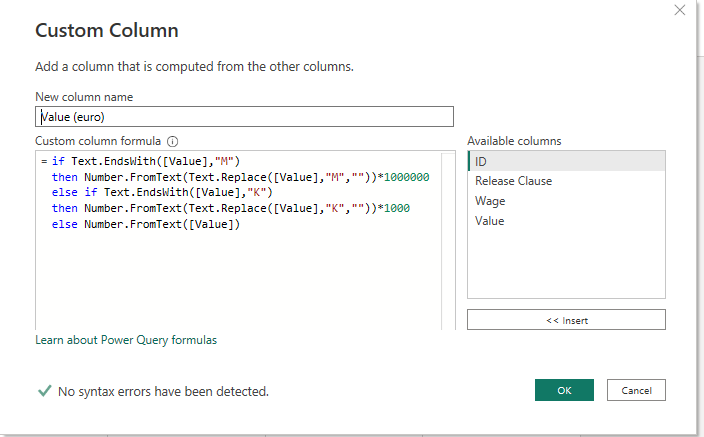 Custom Column
Add a column that is computed from the other columns.
New column name
Value (euro)
Custom column formula
Available columns
= if Text.EndsWith([Value],"M")
then Number.FromText(Text.Replace([Value],"M",""))*1000000
else if Text.EndsWith([Value],"K")
then Number.FromText(Text.Replace([Value],"K",""))*1000
else Number.FromText([Value])
ID
Release Clause
Wage
Value
<< Insert
Learn about Power Query formulas
No syntax errors have been detected.
OK
Cancel